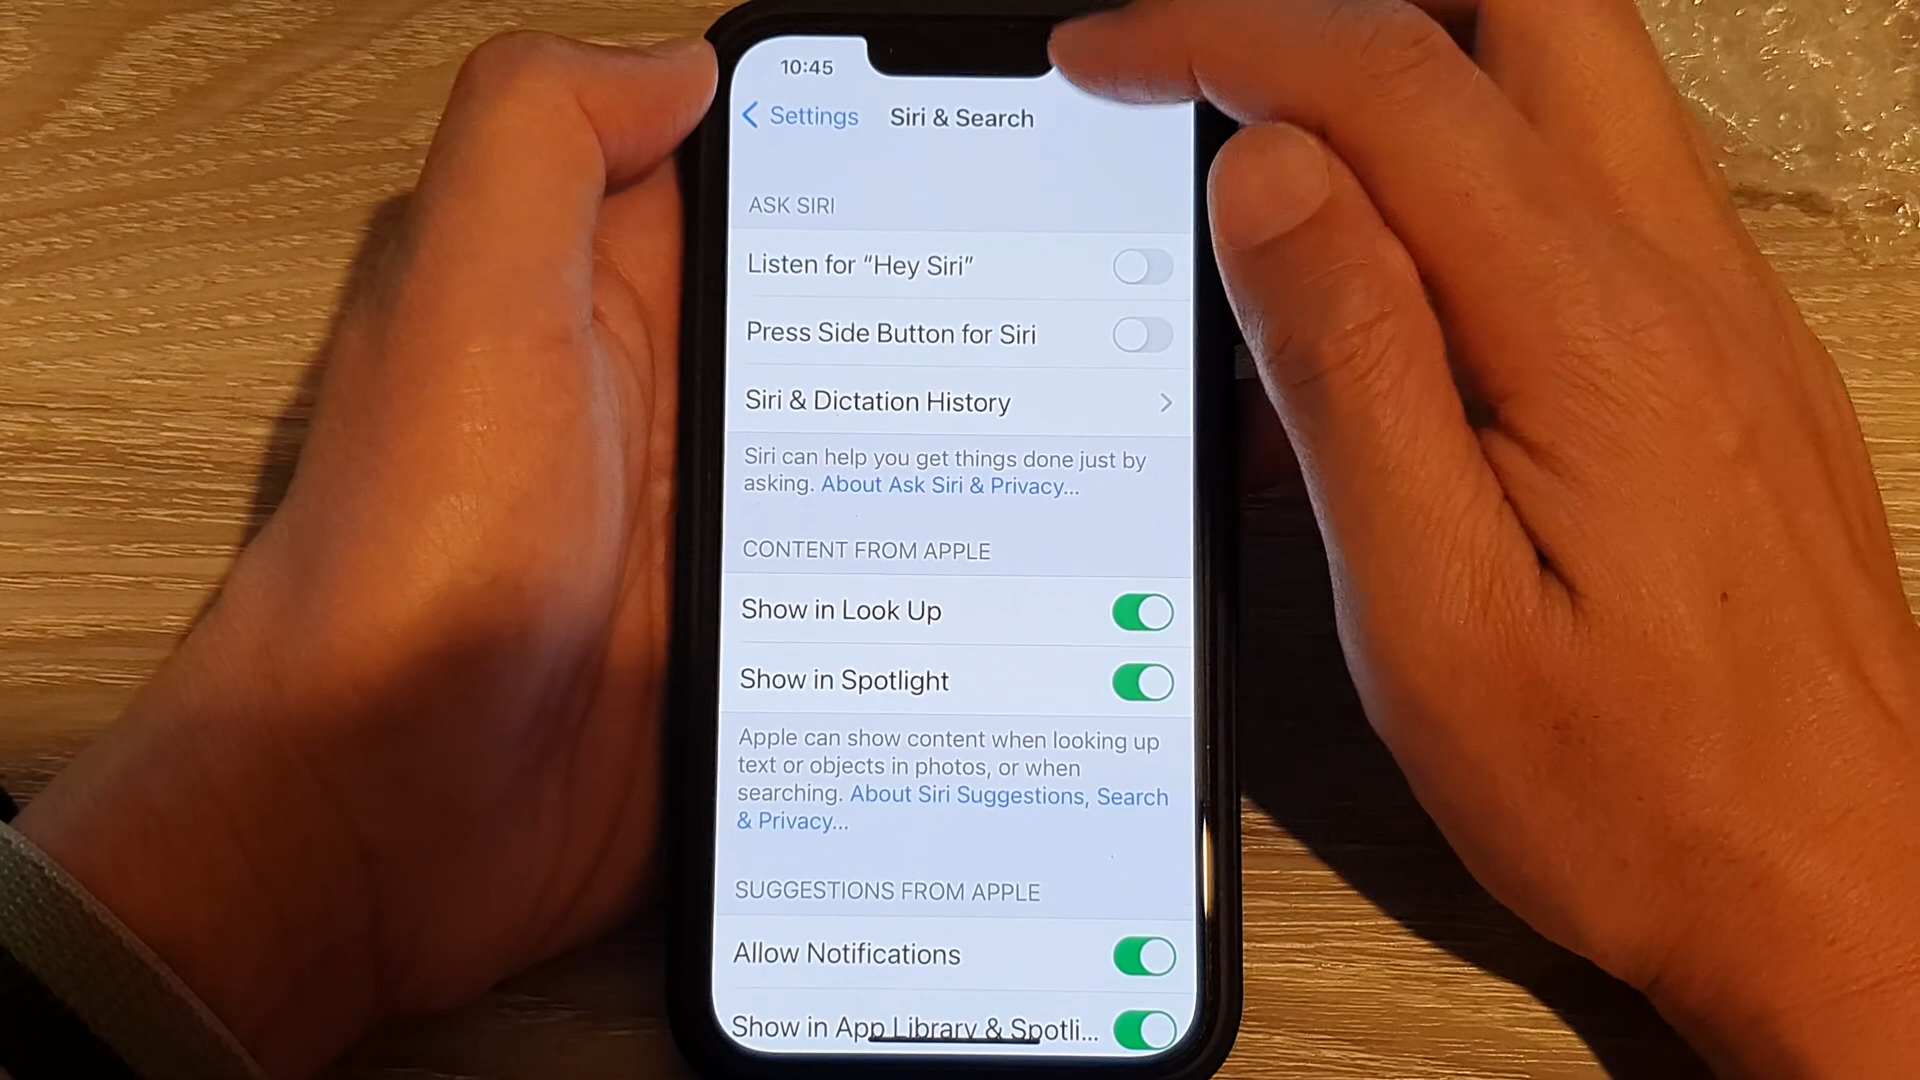 10:45
Settings Siri & Search
ASK SIRI
Listen for “Hey Siri”
Press Side Button for Siri
Siri & Dictation History
Siri can help you get things done just by
asking. About Ask Siri & Privacy...
CONTENT FROM APPLE
Show in Look Up
Show in Spotlight
Apple can show content when looking up
text or objects in photos, or when
searching. About Siri Suggestions, Search
& Privacy...
SUGGESTIONS FROM APPLE
Allow Notifications
Show in App Library & Spotli...